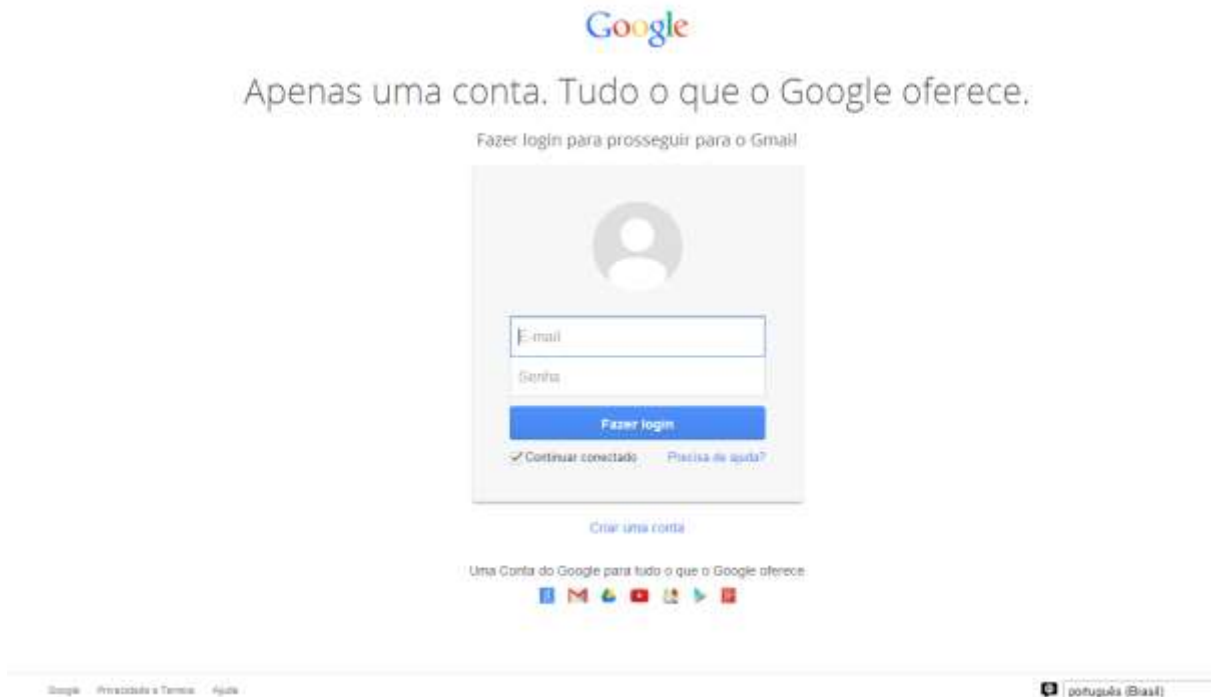 Google
Apenas uma conta. Tudo o que o Google oferece.
Fazer login para prosseguir para o Gmail
E-mail
Senha
Fazer login
Continuar conectado Precisa de ajuda?
Criar uma conta
Uma Conta do Google para tudo o que o Google oferece
Google Privacidade e Termos Ajuda português (Brasil)